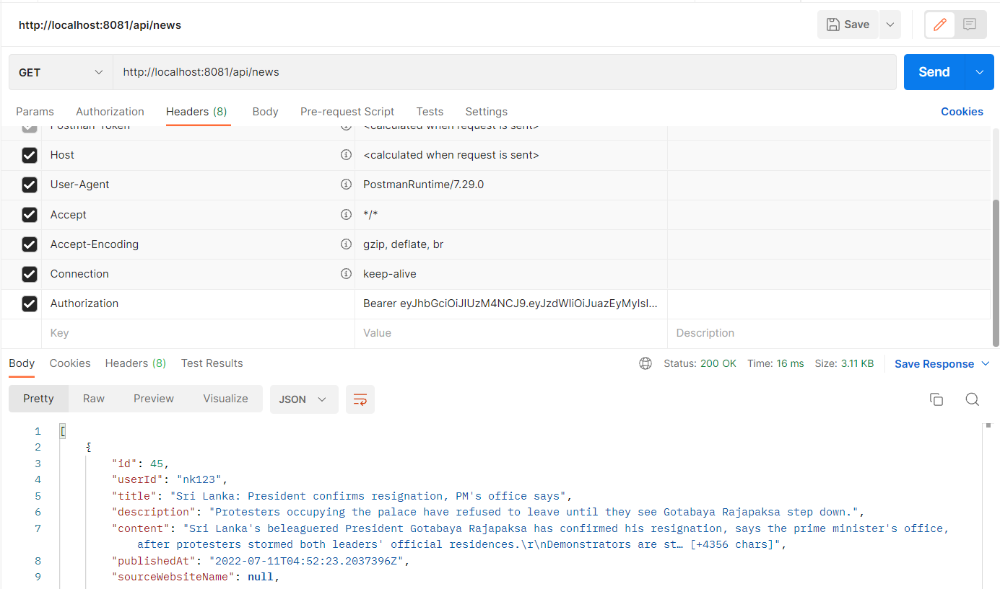 http://localhost:8081/api/news Save
GET http://localhost:8081/api/news Send
Params Authorization Headers (8) Body Pre-request Script Tests Settings Cookies
Postman-Token <calculated when request is sent>
Host <calculated when request is sent>
User-Agent PostmanRuntime/7.29.0
Accept */*
Accept-Encoding gzip, deflate, br
Connection keep-alive
Authorization Bearer eyJhbGciOiJIUzM4NCJ9.eyJzdWIiOiJuazEyMyIsI...
Key Value Description
Body Cookies Headers (8) Test Results Status: 200 OK Time: 16 ms Size: 3.11 KB Save Response
Pretty Raw Preview Visualize JSON
1 [
2 {
3 "id": 45,
4 "userId": "nk123",
5 "title": "Sri Lanka: President confirms resignation, PM's office says",
6 "description": "Protesters occupying the palace have refused to leave until they see Gotabaya Rajapaksa step down.",
7 "content": "Sri Lanka's beleaguered President Gotabaya Rajapaksa has confirmed his resignation, says the prime minister's office,
after protesters stormed both leaders' official residences.\r\nDemonstrators are st… [+4356 chars]",
8 "publishedAt": "2022-07-11T04:52:23.2037396Z",
9 "sourceWebsiteName": null,